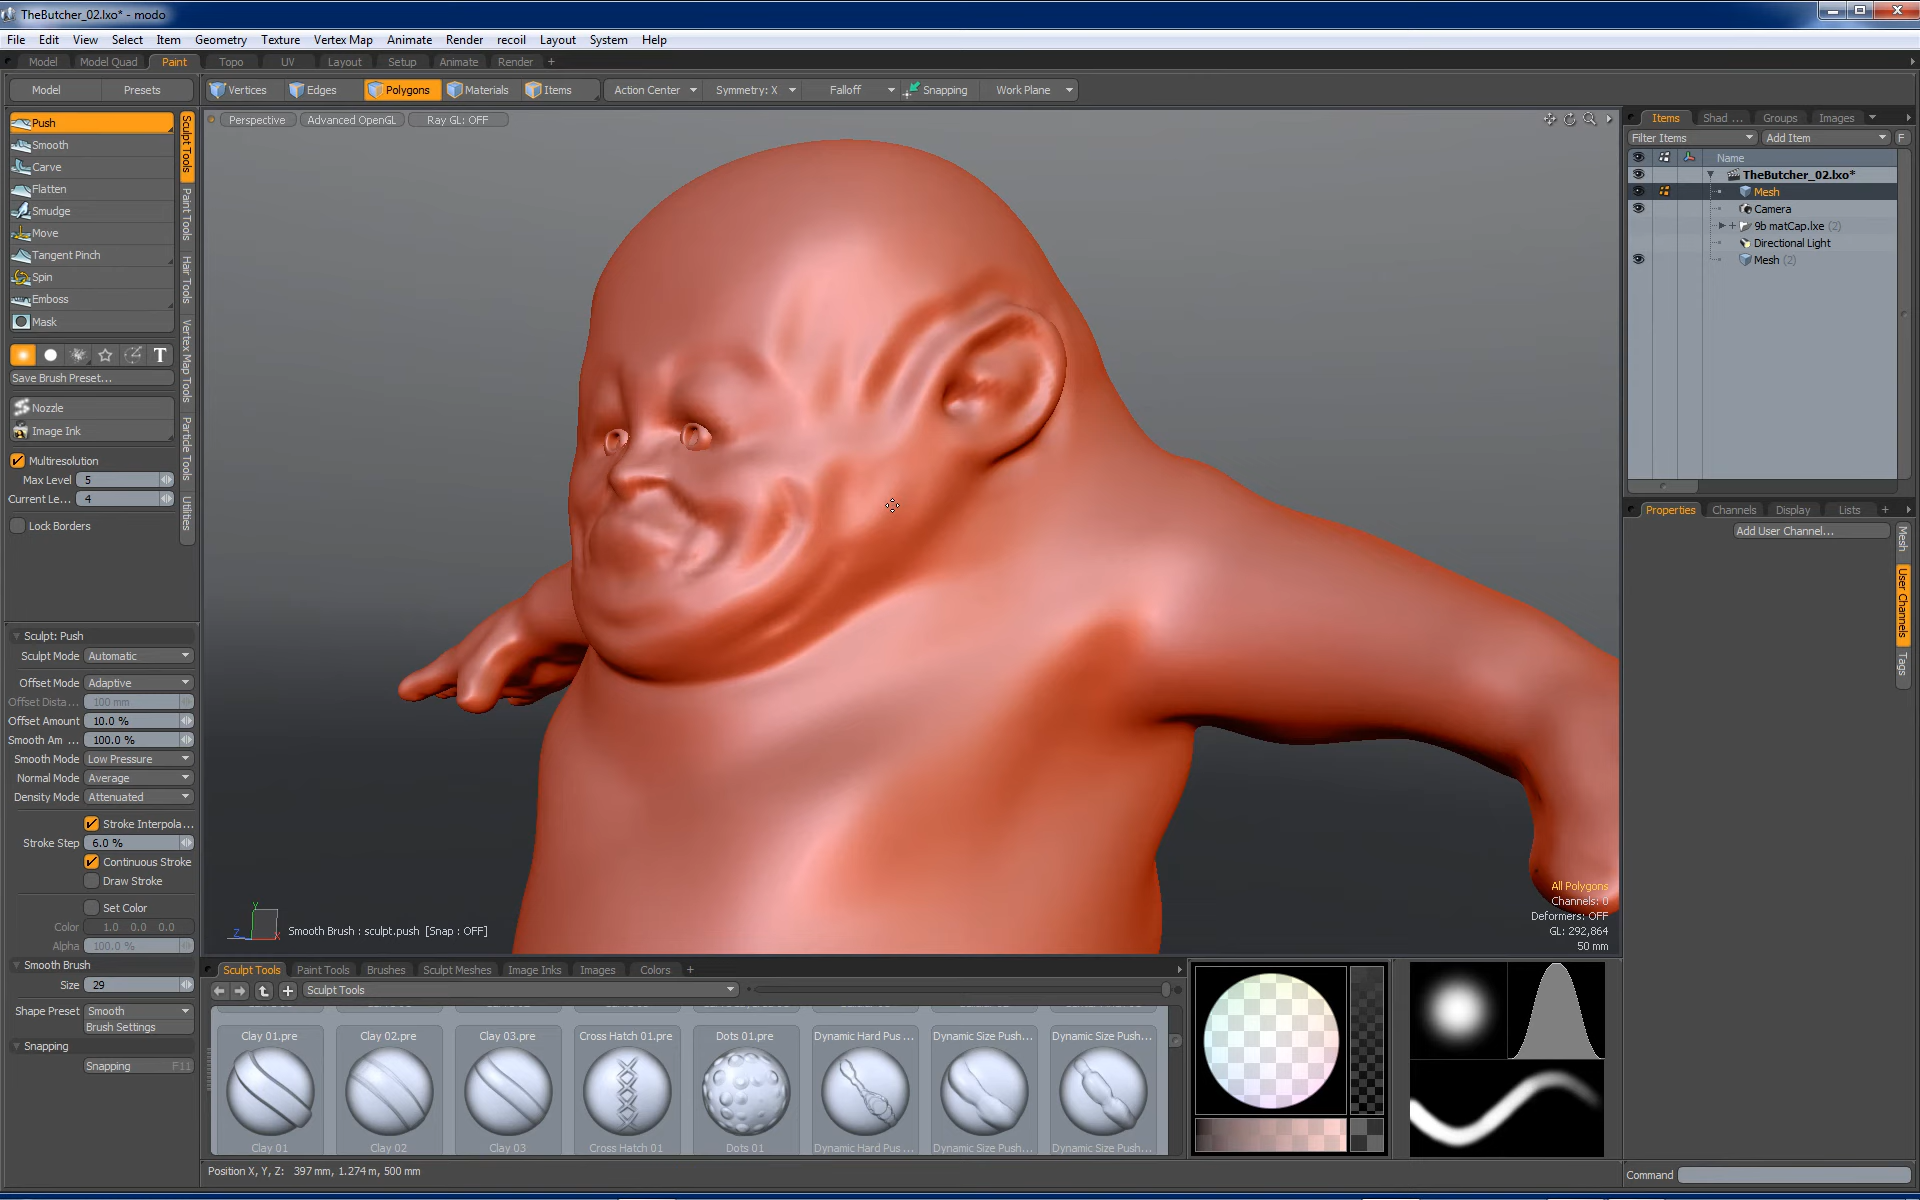 TheButcher_02.lxo* - modo
File Edit View Select Item Geometry Texture Vertex Map Animate Render recoil Layout System Help
Model Model Quad Paint Topo UV Layout Setup Animate Render +
Model Presets
Vertices Edges Polygons Materials Items Action Center Symmetry: X Falloff Snapping Work Plane
Push
Smooth
Carve
Flatten
Smudge
Move
Tangent Pinch
Spin
Emboss
Mask
T
Save Brush Preset...
Nozzle
Image Ink
Multiresolution
Max Level 5
Current Le... 4
Lock Borders
Sculpt Tools
Paint Tools
Hair Tools
Vertex Map Tools
Particle Tools
Utilities
Sculpt: Push
Sculpt Mode Automatic
Offset Mode Adaptive
Offset Dista... 100 mm
Offset Amount 10.0 %
Smooth Am ... 100.0 %
Smooth Mode Low Pressure
Normal Mode Average
Density Mode Attenuated
Stroke Interpola...
Stroke Step 6.0 %
Continuous Stroke
Draw Stroke
Set Color
Color 1.0 0.0 0.0
Alpha 100.0 %
Smooth Brush
Size 29
Shape Preset Smooth
Brush Settings
Snapping
Snapping F11
Perspective Advanced OpenGL Ray GL: OFF
Y
Z X
Smooth Brush : sculpt.push [Snap : OFF]
All Polygons
Channels: 0
Deformers: OFF
GL: 292,864
50 mm
Sculpt Tools Paint Tools Brushes Sculpt Meshes Image Inks Images Colors +
Sculpt Tools
Clay 01.pre Clay 02.pre Clay 03.pre Cross Hatch 01.pre Dots 01.pre Dynamic Hard Pus ... Dynamic Size Push... Dynamic Size Push...
Clay 01 Clay 02 Clay 03 Cross Hatch 01 Dots 01 Dynamic Hard Pus ... Dynamic Size Push... Dynamic Size Push...
Position X, Y, Z: 397 mm, 1.274 m, 500 mm
Items Shad ... Groups Images
Filter Items Add Item F
Name
TheButcher_02.lxo*
Mesh
Camera
9b matCap.lxe (2)
Directional Light
Mesh (2)
Properties Channels Display Lists +
Add User Channel...
Mesh
User Channels
Tags
Command